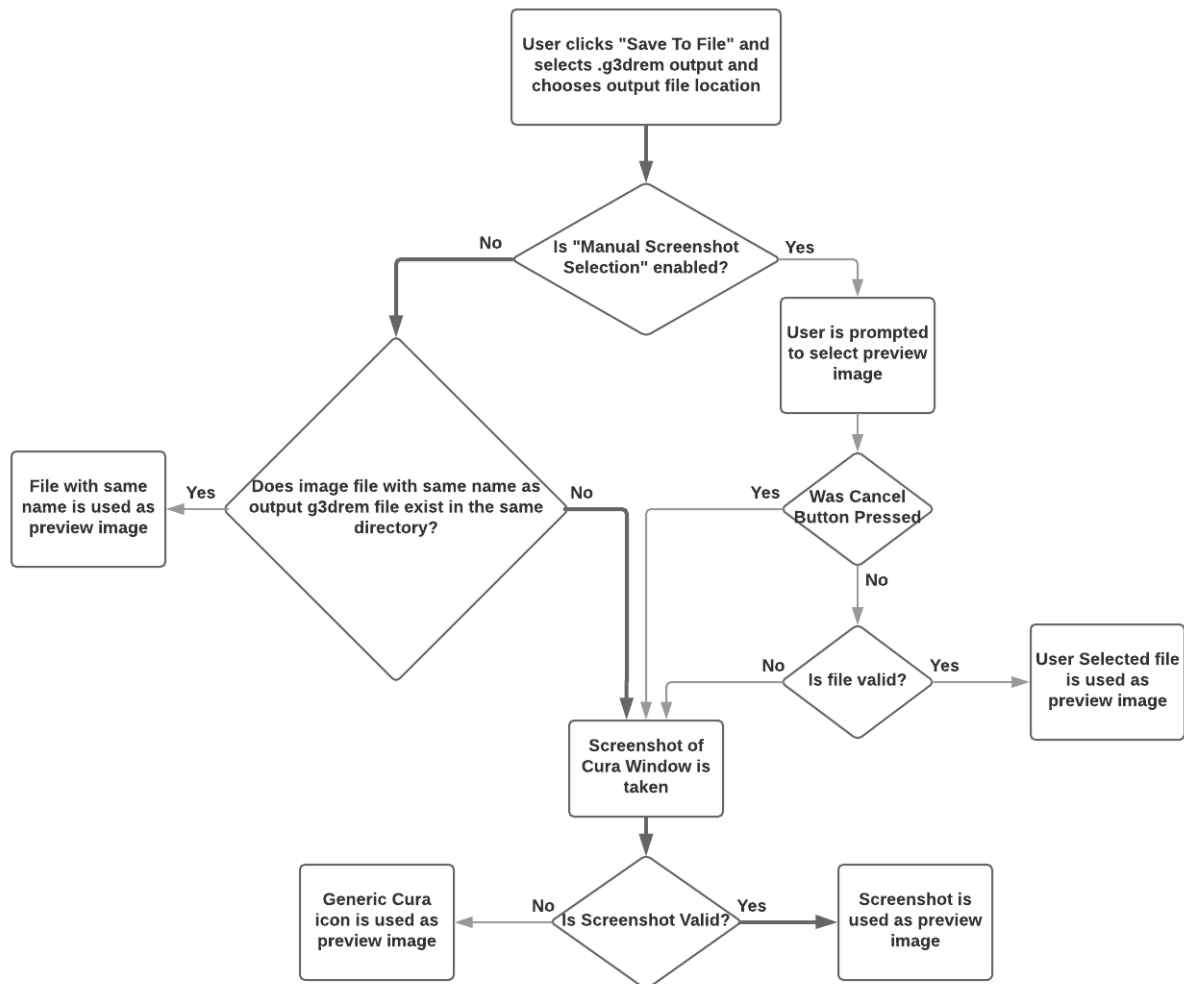 User clicks "Save To File" and
selects .g3drem output and
chooses output file location
No
Is "Manual Screenshot
Selection" enabled?
Yes
User is prompted
to select preview
image
File with same
name is used as
preview image
Yes
Does image file with same name as
output g3drem file exist in the same
directory?
No
Yes
Was Cancel
Button Pressed
No
No
Is file valid?
Yes
User Selected file
is used as
preview image
Screenshot of
Cura Window is
taken
Generic Cura
icon is used as
preview image
No
Is Screenshot Valid?
Yes
Screenshot is
used as preview
image